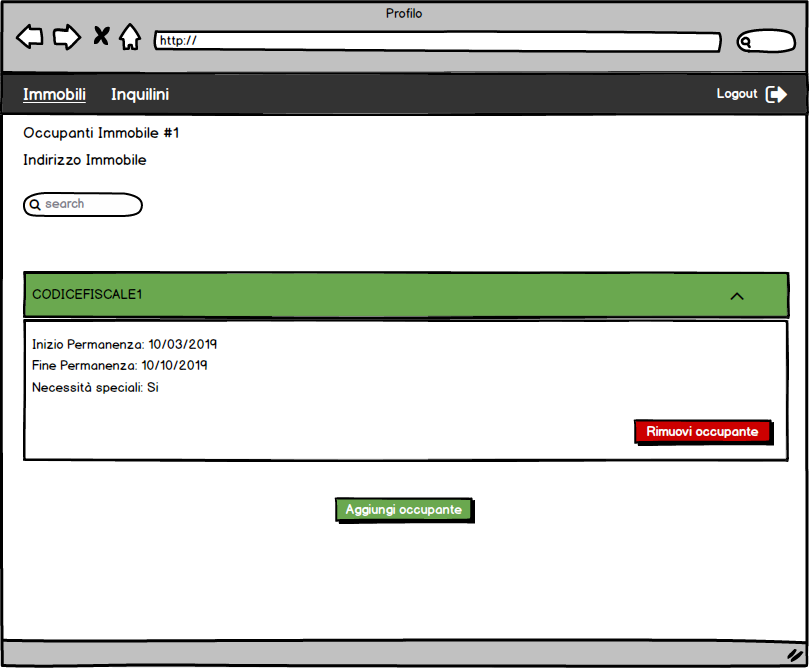 Profilo
http://
Immobili Inquilini Logout
Occupanti Immobile #1
Indirizzo Immobile
search
CODICEFISCALE1
Inizio Permanenza: 10/03/2019
Fine Permanenza: 10/10/2019
Necessità speciali: Si
Rimuovi occupante
Aggiungi occupante